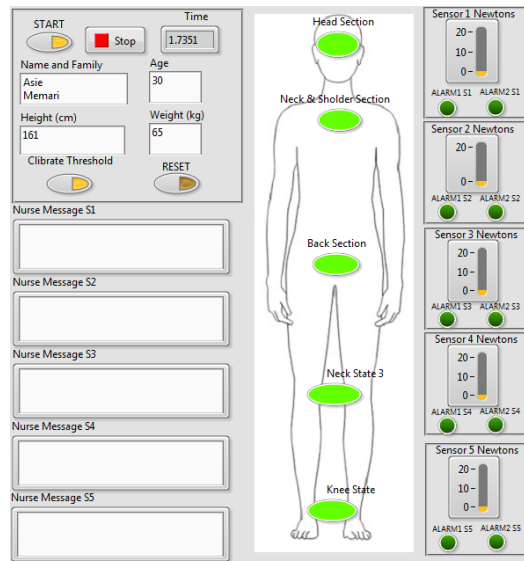 START
Stop
Time
1.7351
Name and Family
Age
Asie
Memari
30
Height (cm)
Weight (kg)
161
65
Clibrate Threshold
RESET
Nurse Message S1
Nurse Message S2
Nurse Message S3
Nurse Message S4
Nurse Message S5
Head Section
Neck & Sholder Section
Back Section
Neck State 3
Knee State
Sensor 1 Newtons
20-
10-
0-
ALARM1 S1 ALARM2 S1
Sensor 2 Newtons
20-
0-
ALARM1 S2 ALARM2 S2
Sensor 3 Newtons
20-
10-
0-
ALARM1 S3 ALARM2 S3
Sensor 4 Newtons
20-
10-
0-
ALARM1 S4 ALARM2 S4
Sensor 5 Newtons
20-
10-
0-
ALARM1 S5 ALARM2 S5